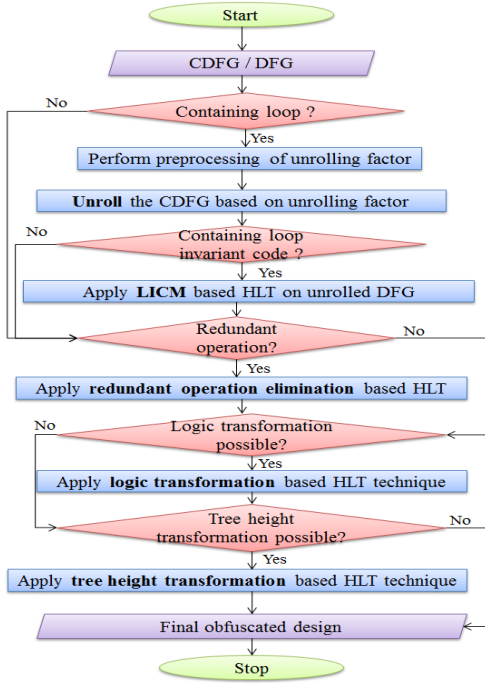 Start
CDFG / DFG
No
Containing loop ?
Yes
Perform preprocessing of unrolling factor
Unroll the CDFG based on unrolling factor
No
Containing loop
invariant code ?
Yes
Apply LICM based HLT on unrolled DFG
Redundant
operation?
No
Yes
Apply redundant operation elimination based HLT
No
Logic transformation
possible?
Yes
Apply logic transformation based HLT technique
Tree height
transformation possible?
No
Yes
Apply tree height transformation based HLT technique
Final obfuscated design
Stop